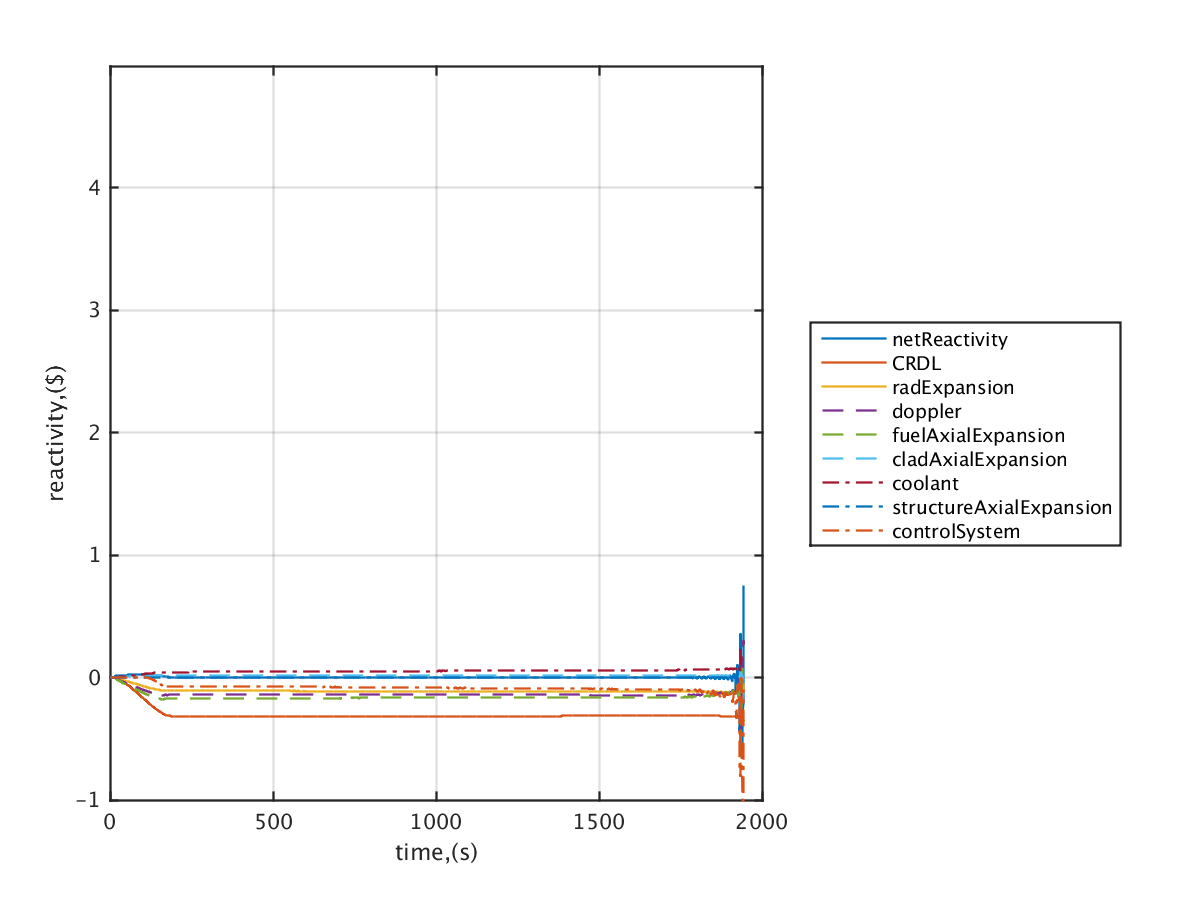 4
3
2
1
0
-1
0
500
1000
1500
2000
time,(s)
reactivity,($)
netReactivity
CRDL
radExpansion
doppler
fuelAxialExpansion
cladAxialExpansion
coolant
structureAxialExpansion
controlSystem